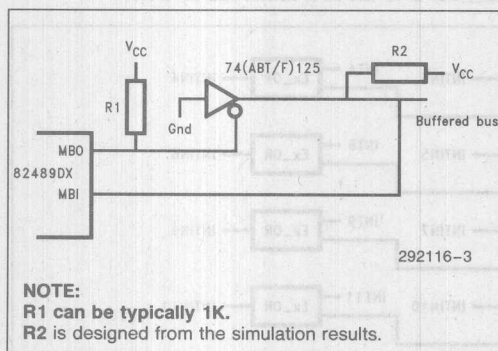 VCC
74(ABT/F)125
R2
VCC
R1
Gnd
Buffered bus
MBO
82489DX
MBI
292116-3
NOTE:
R1 can be typically 1K.
R2 is designed from the simulation results.